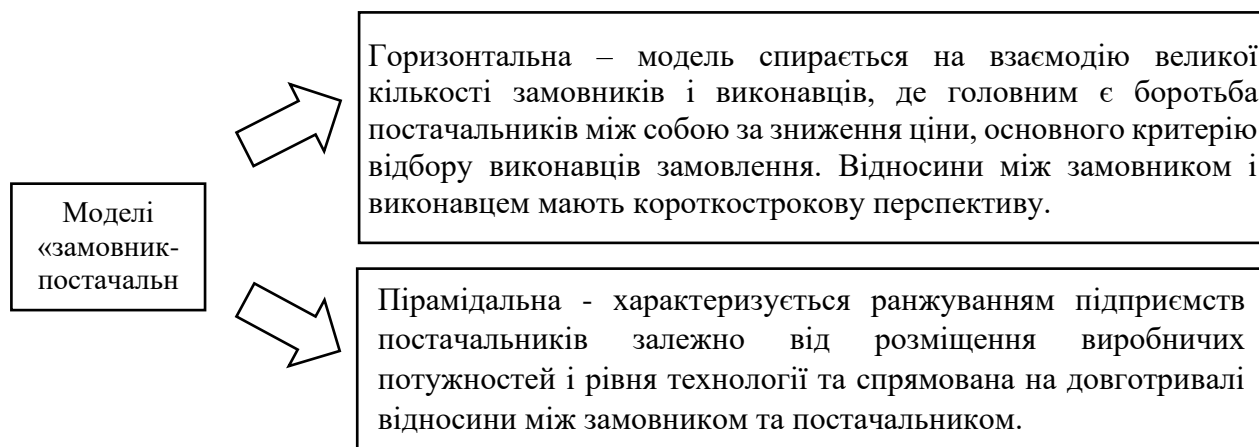 Горизонтальна – модель спирається на взаємодію великої
кількості замовників і виконавців, де головним є боротьба
постачальників між собою за зниження ціни, основного критерію
відбору виконавців замовлення. Відносини між замовником і
виконавцем мають короткострокову перспективу.
Моделі
«замовник-
постачальн
Пірамідальна - характеризується ранжуванням підприємств
постачальників залежно від розміщення виробничих
потужностей і рівня технології та спрямована на довготривалі
відносини між замовником та постачальником.